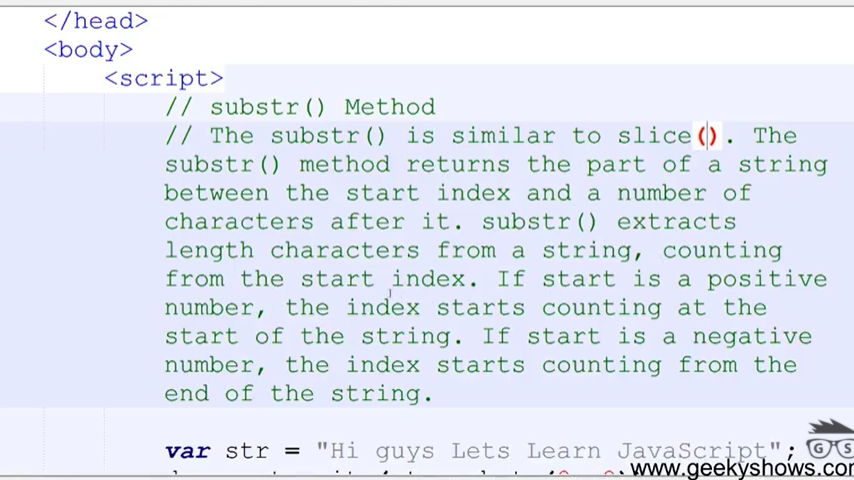 </head>
<body>
<script>
// substr() Method
// The substr() is similar to slice(). The
substr() method returns the part of a string
between the start index and a number of
characters after it. substr() extracts
length characters from a string, counting
from the start index. If start is a positive
number, the index starts counting at the
start of the string. If start is a negative
number, the index starts counting from the
end of the string.
var str = "Hi guys Lets Learn JavaScript";
GS
www.geekyshows.com